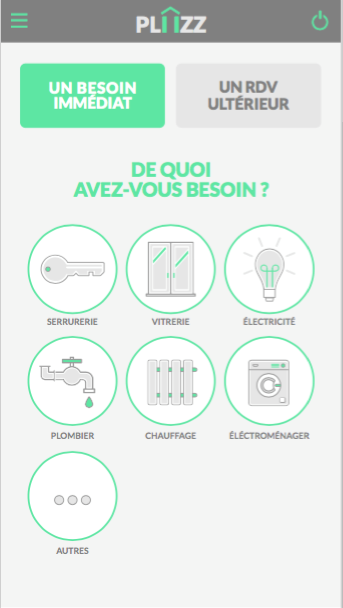 PLIIZZ
UN BESOIN
IMMÉDIAT
UN RDV
ULTÉRIEUR
DE QUOI
AVEZ-VOUS BESOIN ?
SERRURERIE
VITRERIE
ÉLECTRICITÉ
PLOMBIER
CHAUFFAGE
ÉLÉCTROMÉNAGER
AUTRES